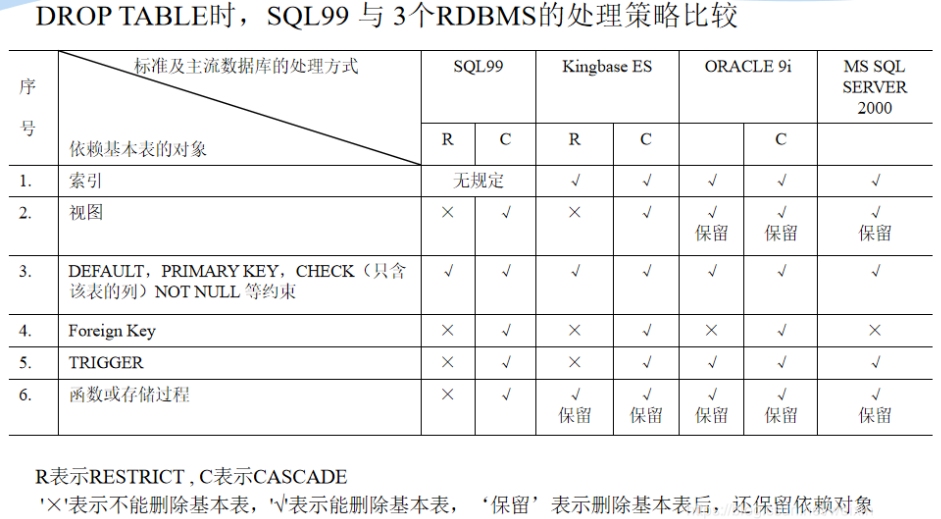 DROP TABLE时，SQL99 与 3个RDBMS的处理策略比较
序号 标准及主流数据库的处理方式 依赖基本表的对象 SQL99 Kingbase ES ORACLE 9i MS SQL SERVER 2000
R C R C C
1. 索引 无规定 √ √ √ √ √
2. 视图 × √ × √ √保留 √保留 √保留
3. DEFAULT，PRIMARY KEY，CHECK（只含该表的列）NOT NULL 等约束 √ √ √ √ √ √ √
4. Foreign Key × √ × √ × √ ×
5. TRIGGER × √ × √ √ √ √
6. 函数或存储过程 × √ √保留 √保留 √保留 √保留 √保留
R表示RESTRICT , C表示CASCADE
'×'表示不能删除基本表，'√'表示能删除基本表，‘保留’表示删除基本表后，还保留依赖对象